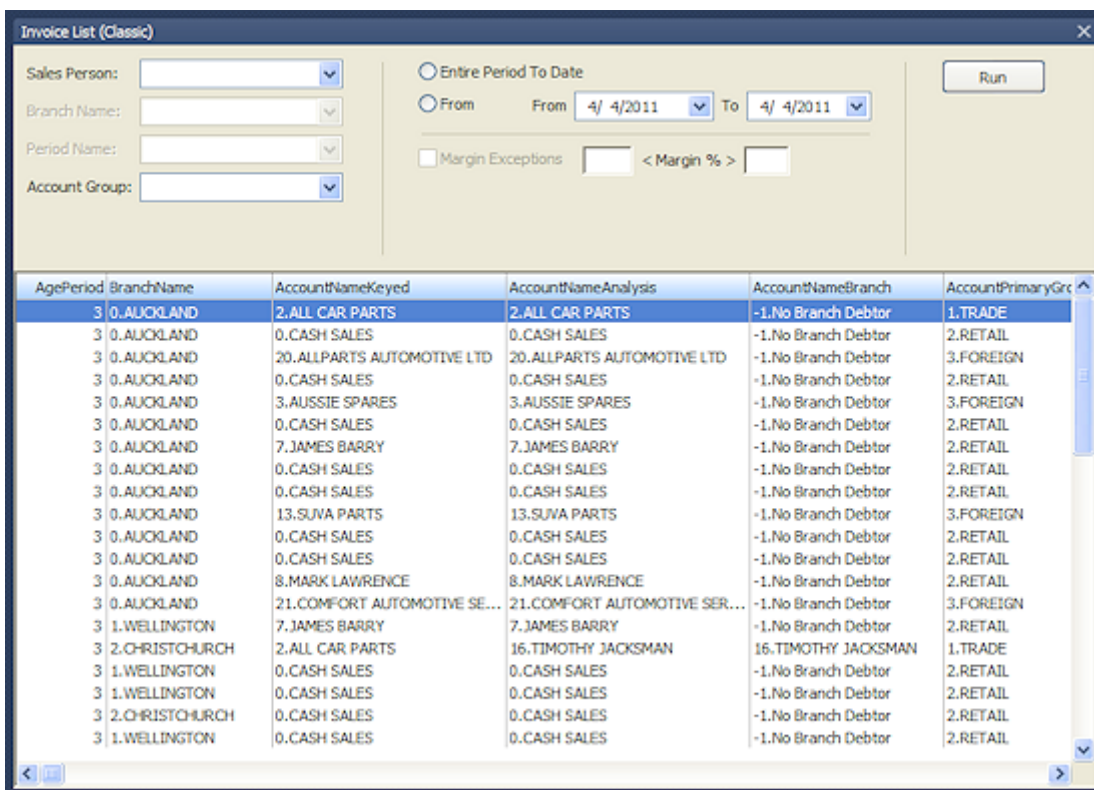 Invoice List (Classic)
Sales Person:
Branch Name:
Period Name:
Account Group:
Entire Period To Date
From From 4/ 4/2011 To 4/ 4/2011
Margin Exceptions < Margin % >
Run
AgePeriod BranchName AccountNameKeyed AccountNameAnalysis AccountNameBranch AccountPrimaryGrc
3 0.AUCKLAND 2.ALL CAR PARTS 2.ALL CAR PARTS -1.No Branch Debtor 1.TRADE
3 0.AUCKLAND 0.CASH SALES 0.CASH SALES -1.No Branch Debtor 2.RETAIL
3 0.AUCKLAND 20.ALLPARTS AUTOMOTIVE LTD 20.ALLPARTS AUTOMOTIVE LTD -1.No Branch Debtor 3.FOREIGN
3 0.AUCKLAND 0.CASH SALES 0.CASH SALES -1.No Branch Debtor 2.RETAIL
3 0.AUCKLAND 3.AUSSIE SPARES 3.AUSSIE SPARES -1.No Branch Debtor 3.FOREIGN
3 0.AUCKLAND 0.CASH SALES 0.CASH SALES -1.No Branch Debtor 2.RETAIL
3 0.AUCKLAND 7.JAMES BARRY 7.JAMES BARRY -1.No Branch Debtor 2.RETAIL
3 0.AUCKLAND 0.CASH SALES 0.CASH SALES -1.No Branch Debtor 2.RETAIL
3 0.AUCKLAND 0.CASH SALES 0.CASH SALES -1.No Branch Debtor 2.RETAIL
3 0.AUCKLAND 13.SUVA PARTS 13.SUVA PARTS -1.No Branch Debtor 3.FOREIGN
3 0.AUCKLAND 0.CASH SALES 0.CASH SALES -1.No Branch Debtor 2.RETAIL
3 0.AUCKLAND 0.CASH SALES 0.CASH SALES -1.No Branch Debtor 2.RETAIL
3 0.AUCKLAND 8.MARK LAWRENCE 8.MARK LAWRENCE -1.No Branch Debtor 2.RETAIL
3 0.AUCKLAND 21.COMFORT AUTOMOTIVE SE... 21.COMFORT AUTOMOTIVE SER... -1.No Branch Debtor 3.FOREIGN
3 1.WELLINGTON 7.JAMES BARRY 7.JAMES BARRY -1.No Branch Debtor 2.RETAIL
3 2.CHRISTCHURCH 2.ALL CAR PARTS 16.TIMOTHY JACKSMAN 16.TIMOTHY JACKSMAN 1.TRADE
3 1.WELLINGTON 0.CASH SALES 0.CASH SALES -1.No Branch Debtor 2.RETAIL
3 1.WELLINGTON 0.CASH SALES 0.CASH SALES -1.No Branch Debtor 2.RETAIL
3 2.CHRISTCHURCH 0.CASH SALES 0.CASH SALES -1.No Branch Debtor 2.RETAIL
3 1.WELLINGTON 0.CASH SALES 0.CASH SALES -1.No Branch Debtor 2.RETAIL